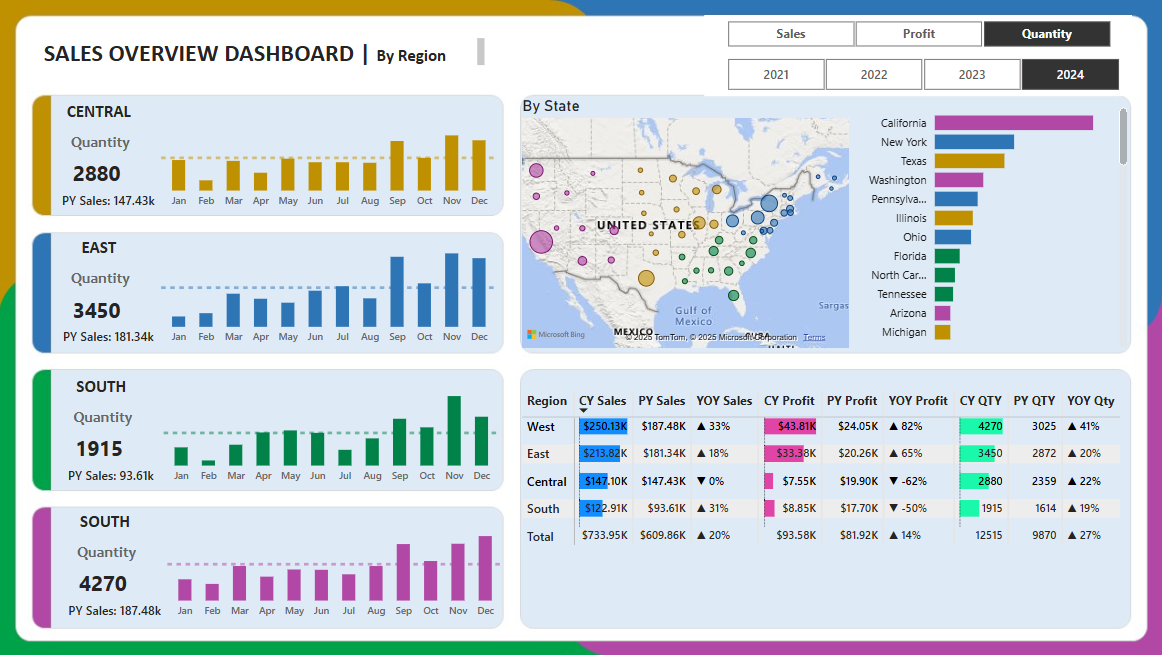 SALES OVERVIEW DASHBOARD | By Region
Sales Profit Quantity
2021 2022 2023 2024
CENTRAL
Quantity
2880
PY Sales: 147.43k
Jan Feb Mar Apr May Jun Jul Aug Sep Oct Nov Dec
EAST
Quantity
3450
PY Sales: 181.34k
Jan Feb Mar Apr May Jun Jul Aug Sep Oct Nov Dec
SOUTH
Quantity
1915
PY Sales: 93.61k
Jan Feb Mar Apr May Jun Jul Aug Sep Oct Nov Dec
SOUTH
Quantity
4270
PY Sales: 187.48k
Jan Feb Mar Apr May Jun Jul Aug Sep Oct Nov Dec
By State
UNITED STATES
Gulf of
Mexico
Sargas
MEXICO
CUBA
Microsoft Bing
© 2025 TomTom, © 2025 Microsoft Corporation Terms
California
New York
Texas
Washington
Pennsylva...
Illinois
Ohio
Florida
North Car...
Tennessee
Arizona
Michigan
Region CY Sales PY Sales YOY Sales CY Profit PY Profit YOY Profit CY QTY PY QTY YOY Qty
West $250.13K $187.48K ▲ 33% $43.81K $24.05K ▲ 82% 4270 3025 ▲ 41%
East $213.82K $181.34K ▲ 18% $33.38K $20.26K ▲ 65% 3450 2872 ▲ 20%
Central $147.10K $147.43K ▼ 0% $7.55K $19.90K ▼ -62% 2880 2359 ▲ 22%
South $122.91K $93.61K ▲ 31% $8.85K $17.70K ▼ -50% 1915 1614 ▲ 19%
Total $733.95K $609.86K ▲ 20% $93.58K $81.92K ▲ 14% 12515 9870 ▲ 27%